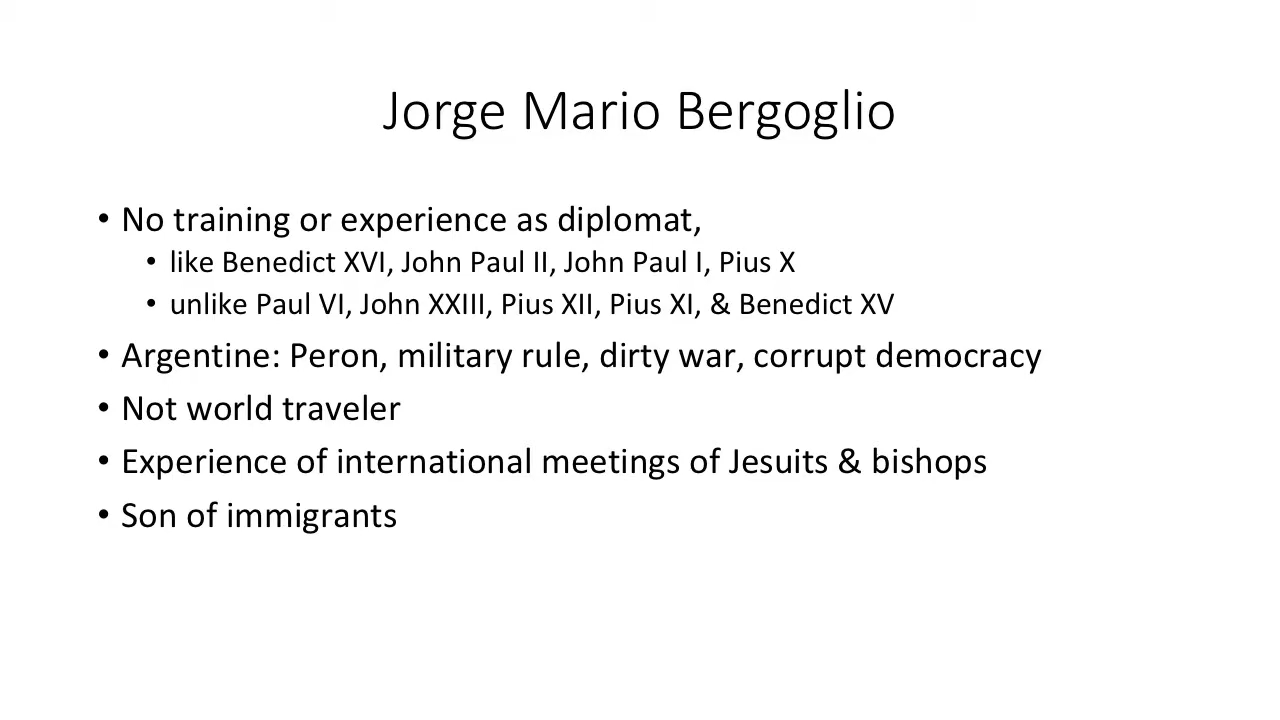 Jorge Mario Bergoglio
• No training or experience as diplomat,
• like Benedict XVI, John Paul II, John Paul I, Pius X
• unlike Paul VI, John XXIII, Pius XII, Pius XI, & Benedict XV
• Argentine: Peron, military rule, dirty war, corrupt democracy
• Not world traveler
• Experience of international meetings of Jesuits & bishops
• Son of immigrants